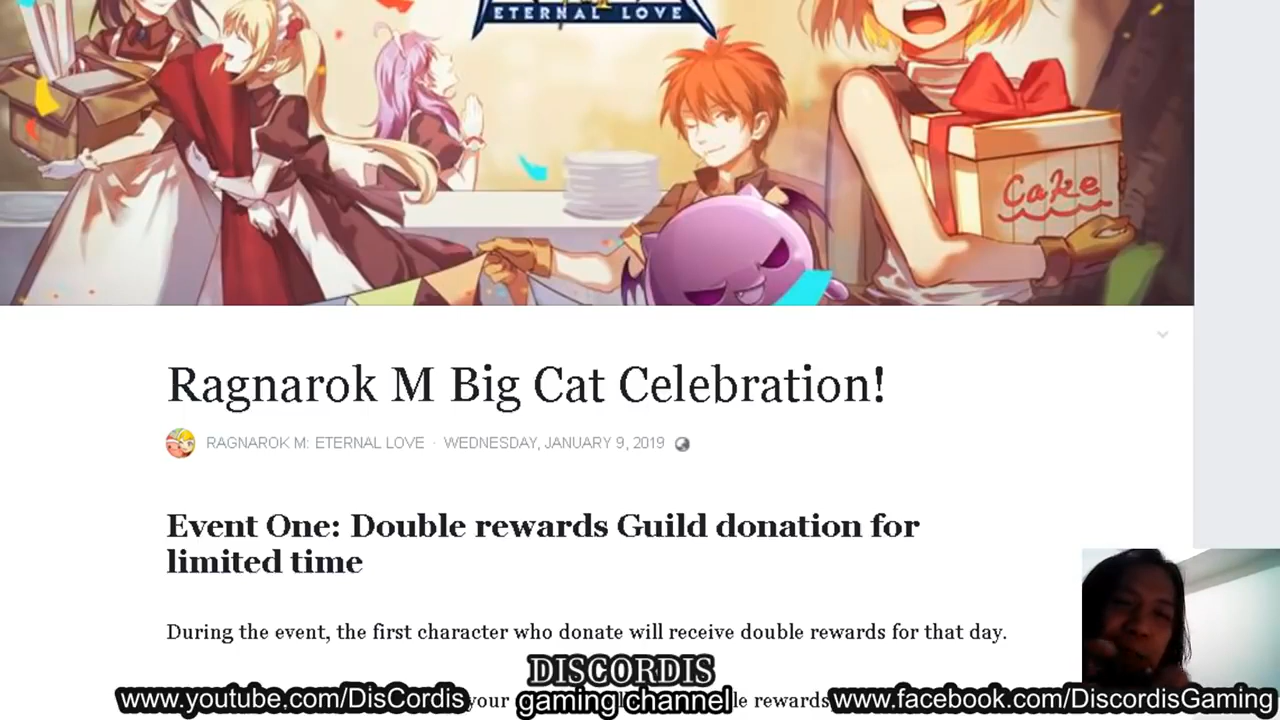 ETERNAL LOVE
Cake
Ragnarok M Big Cat Celebration!
RAGNAROK M: ETERNAL LOVE · WEDNESDAY, JANUARY 9, 2019
Event One: Double rewards Guild donation for
limited time
During the event, the first character who donate will receive double rewards for that day.
DISCORDIS
www.youtube.com/DisCordis your gaming channel rewards www.facebook.com/DiscordisGaming